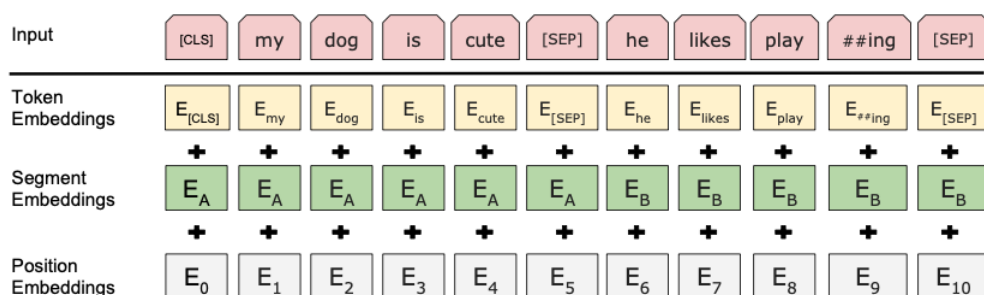 Input [CLS] my dog is cute [SEP] he likes play ##ing [SEP]
Token Embeddings E[CLS] Emy Edog Eis Ecute E[SEP] Ehe Elikes Eplay E##ing E[SEP]
+ + + + + + + + + + +
Segment Embeddings EA EA EA EA EA EA EB EB EB EB EB
+ + + + + + + + + + +
Position Embeddings E0 E1 E2 E3 E4 E5 E6 E7 E8 E9 E10